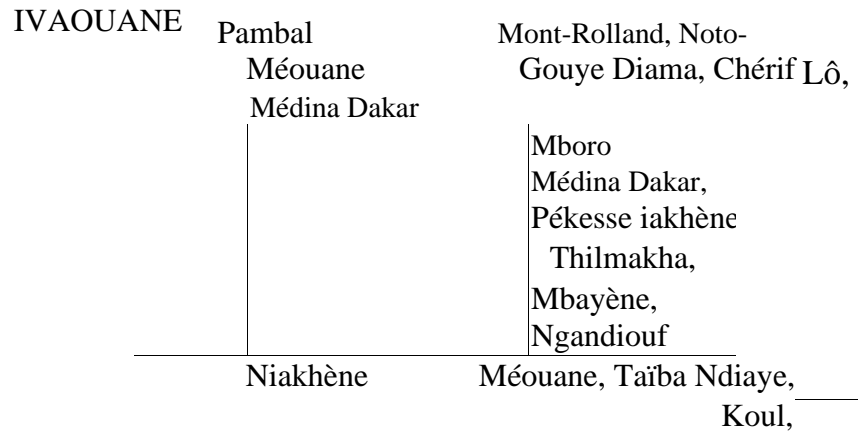 IVAOUANE Pambal Mont-Rolland, Noto-
Méouane Gouye Diama, Chérif Lô,
Médina Dakar
Mboro
Médina Dakar,
Pékesse iakhène
Thilmakha,
Mbayène,
Ngandiouf
Niakhène Méouane, Taïba Ndiaye,
Koul,